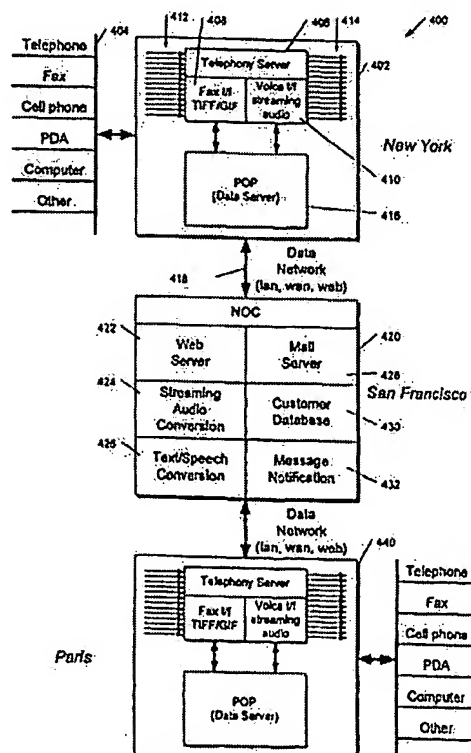 412
408
406
414
400
404
402
Telephone
Fax
Cell phone
PDA
Computer
Other
Telephony Server
Fax I/I
TIFF/GIF
Voice I/I
streaming
audio
New York
410
POP
(Data Server)
416
418
Data
Network
(lan, wan, web)
NOC
422
Web
Server
Mail
Server
420
428
San Francisco
424
Streaming
Audio
Conversion
Customer
Database
430
426
Text/Speech
Conversion
Message
Notification
432
Data
Network
(lan, wan, web)
440
Telephony Server
Fax I/I
TIFF/GIF
Voice I/I
streaming
audio
Paris
POP
(Data Server)
Telephone
Fax
Cell phone
PDA
Computer
Other